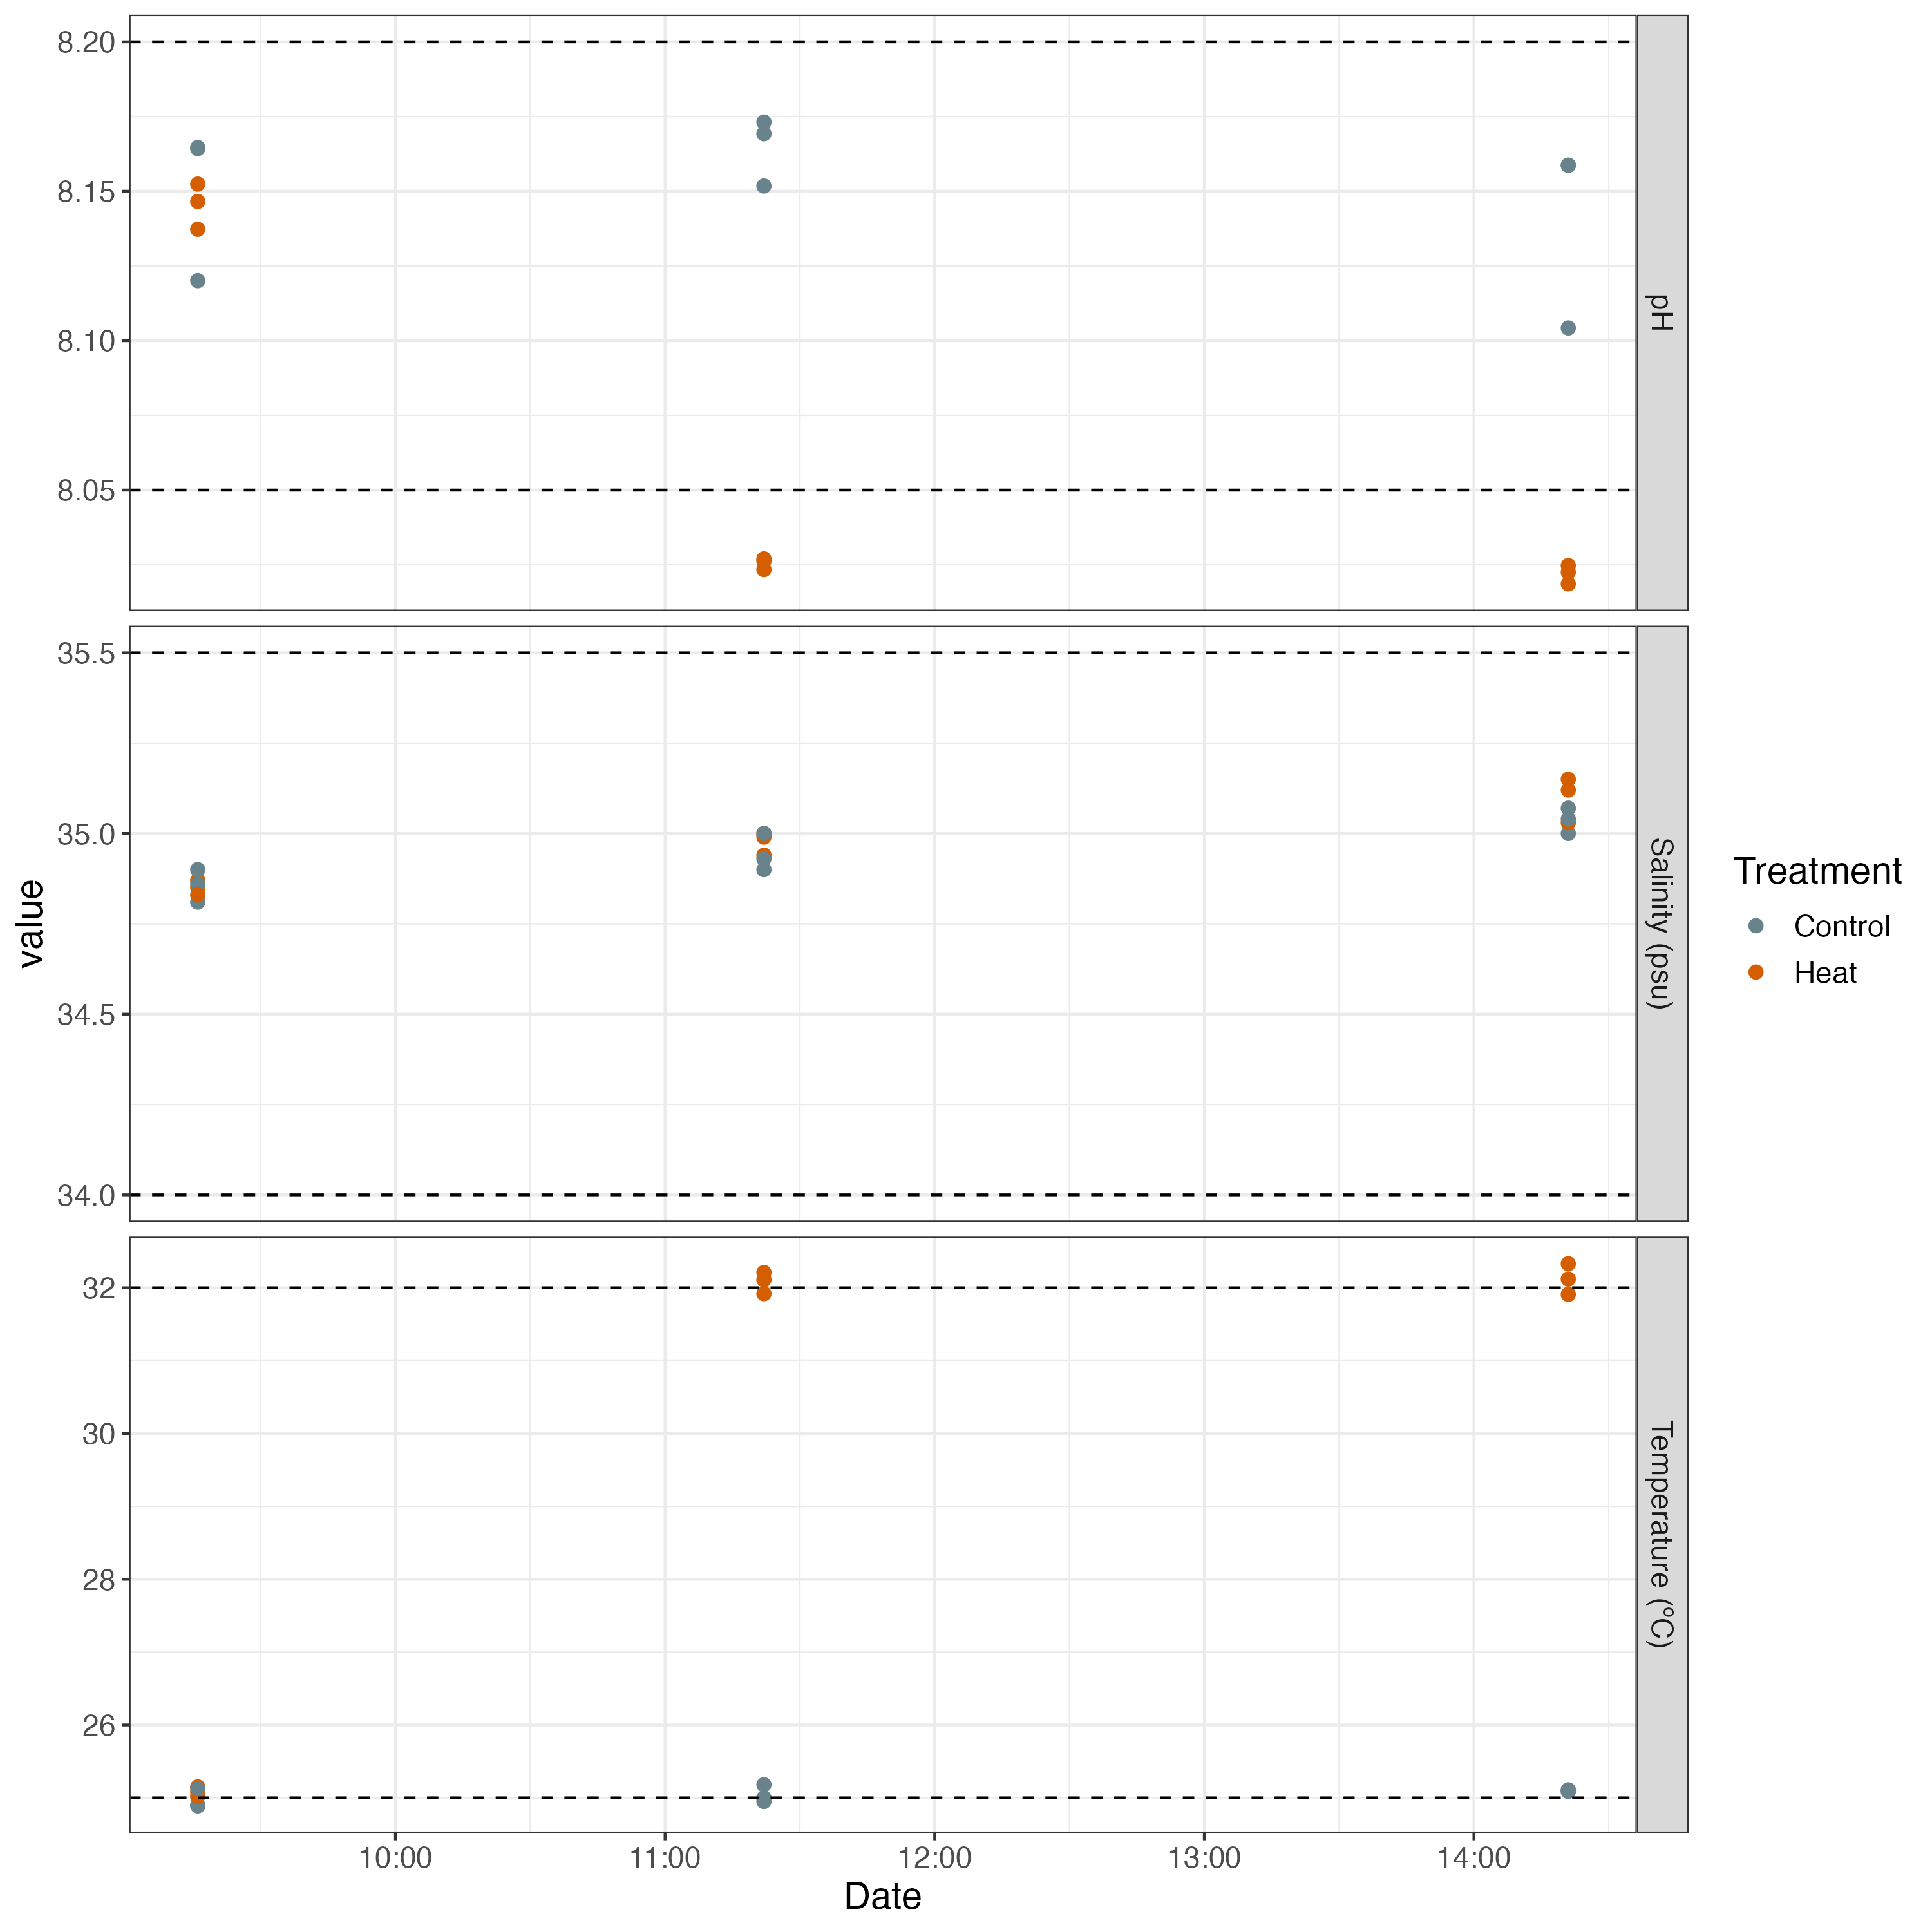 8.20
8.15
8.10
8.05
pH
35.5
35.0
34.5
34.0
Salinity (psu)
32
30
28
26
Temperature (ºC)
10:00
11:00
12:00
13:00
14:00
Date
value
Treatment
Control
Heat